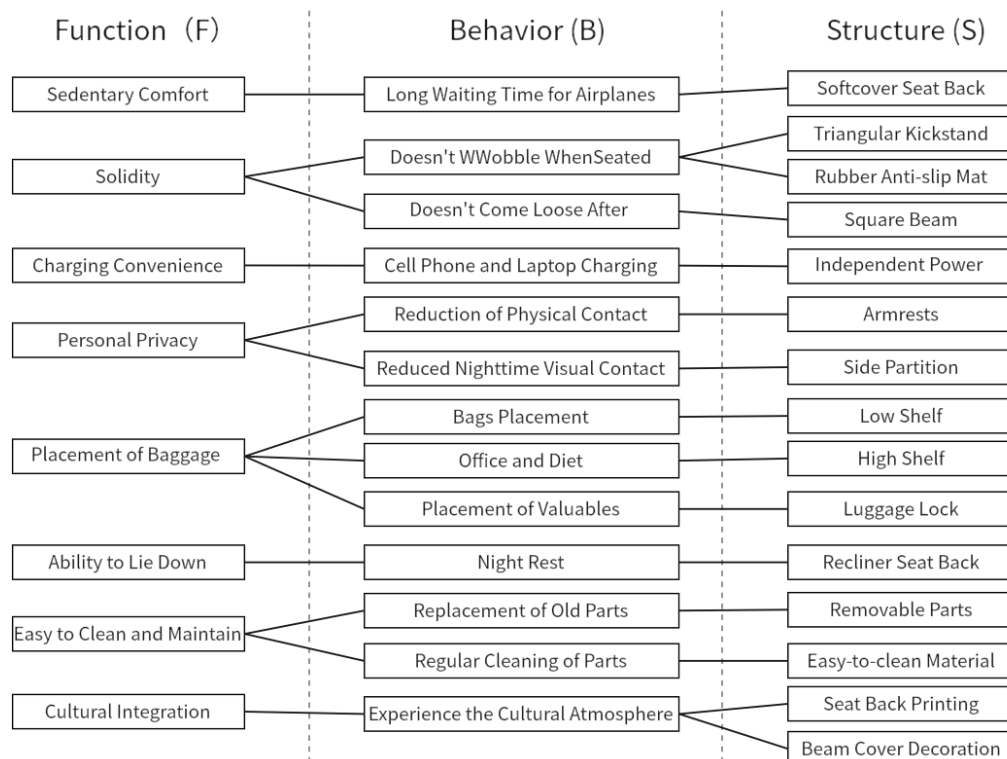 Function（F）
Behavior (B)
Structure (S)
Sedentary Comfort
Long Waiting Time for Airplanes
Softcover Seat Back
Solidity
Doesn't WWobble WhenSeated
Triangular Kickstand
Rubber Anti-slip Mat
Doesn't Come Loose After
Square Beam
Charging Convenience
Cell Phone and Laptop Charging
Independent Power
Personal Privacy
Reduction of Physical Contact
Armrests
Reduced Nighttime Visual Contact
Side Partition
Placement of Baggage
Bags Placement
Low Shelf
Office and Diet
High Shelf
Placement of Valuables
Luggage Lock
Ability to Lie Down
Night Rest
Recliner Seat Back
Easy to Clean and Maintain
Replacement of Old Parts
Removable Parts
Regular Cleaning of Parts
Easy-to-clean Material
Cultural Integration
Experience the Cultural Atmosphere
Seat Back Printing
Beam Cover Decoration